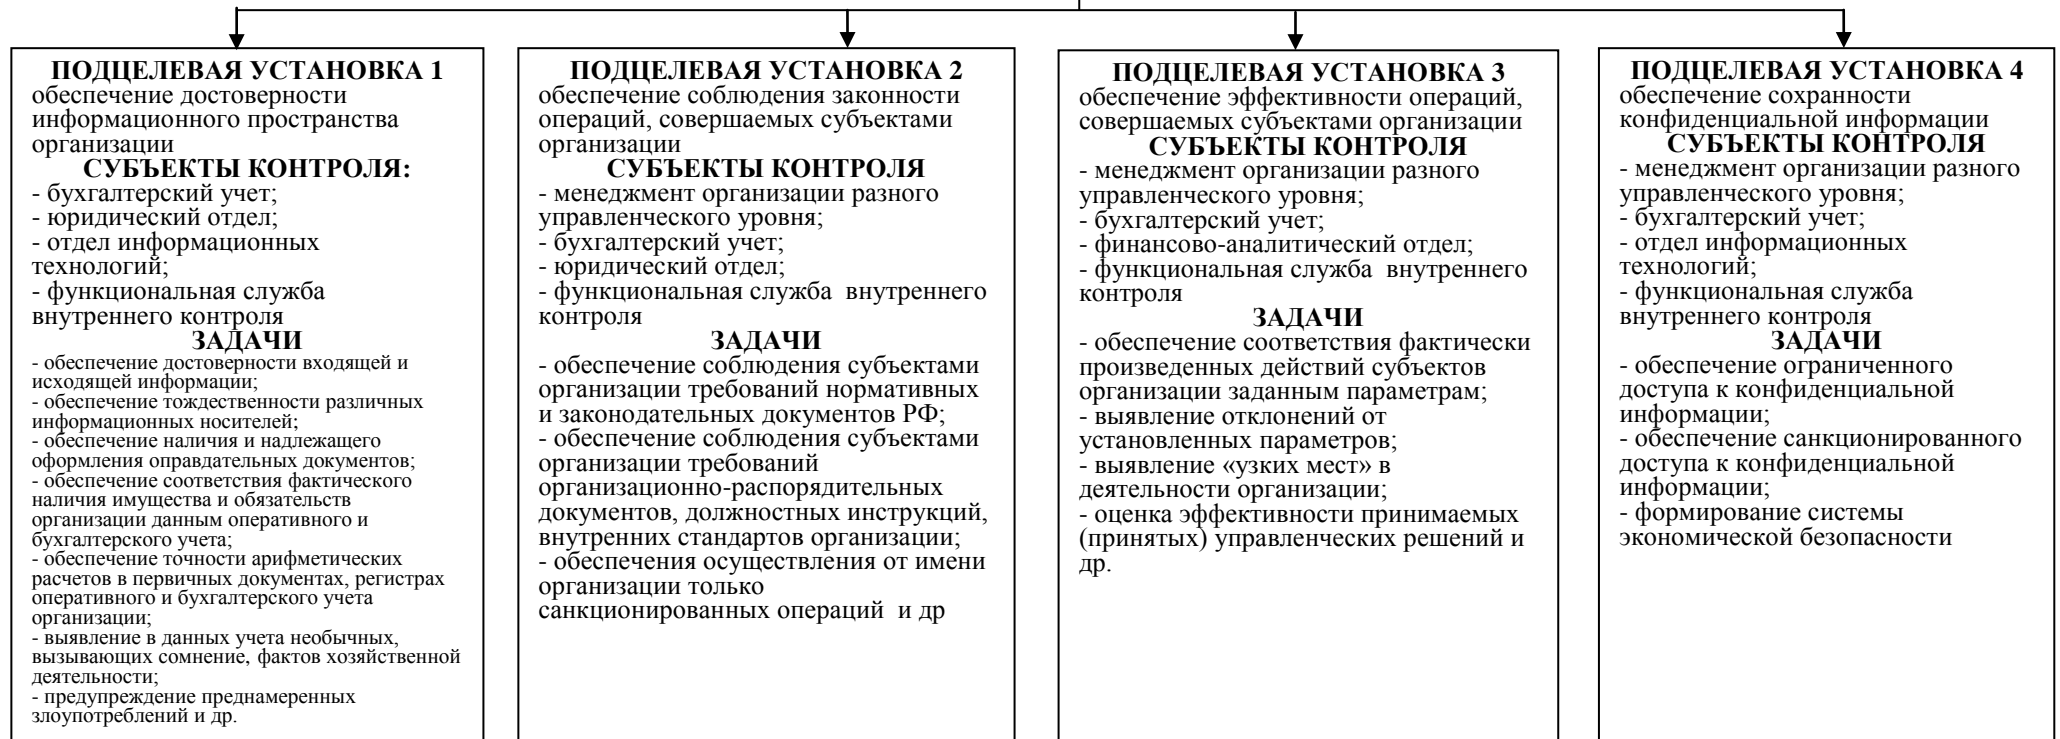 ПОДЦЕЛЕВАЯ УСТАНОВКА 1
обеспечение достоверности
информационного пространства
организации
СУБЪЕКТЫ КОНТРОЛЯ:
- бухгалтерский учет;
- юридический отдел;
- отдел информационных
технологий;
- функциональная служба
внутреннего контроля
ЗАДАЧИ
- обеспечение достоверности входящей и
исходящей информации;
- обеспечение тождественности различных
информационных носителей;
- обеспечение наличия и надлежащего
оформления оправдательных документов;
- обеспечение соответствия фактического
наличия имущества и обязательств
организации данным оперативного и
бухгалтерского учета;
- обеспечение точности арифметических
расчетов в первичных документах, регистрах
оперативного и бухгалтерского учета
организации;
- выявление в данных учета необычных,
вызывающих сомнение, фактов хозяйственной
деятельности;
- предупреждение преднамеренных
злоупотреблений и др.
ПОДЦЕЛЕВАЯ УСТАНОВКА 2
обеспечение соблюдения законности
операций, совершаемых субъектами
организации
СУБЪЕКТЫ КОНТРОЛЯ
- менеджмент организации разного
управленческого уровня;
- бухгалтерский учет;
- юридический отдел;
- функциональная служба внутреннего
контроля
ЗАДАЧИ
- обеспечение соблюдения субъектами
организации требований нормативных
и законодательных документов РФ;
- обеспечение соблюдения субъектами
организации требований
организационно-распорядительных
документов, должностных инструкций,
внутренних стандартов организации;
- обеспечения осуществления от имени
организации только
санкционированных операций и др
ПОДЦЕЛЕВАЯ УСТАНОВКА 3
обеспечение эффективности операций,
совершаемых субъектами организации
СУБЪЕКТЫ КОНТРОЛЯ
- менеджмент организации разного
управленческого уровня;
- бухгалтерский учет;
- финансово-аналитический отдел;
- функциональная служба внутреннего
контроля
ЗАДАЧИ
- обеспечение соответствия фактически
произведенных действий субъектов
организации заданным параметрам;
- выявление отклонений от
установленных параметров;
- выявление «узких мест» в
деятельности организации;
- оценка эффективности принимаемых
(принятых) управленческих решений и
др.
ПОДЦЕЛЕВАЯ УСТАНОВКА 4
обеспечение сохранности
конфиденциальной информации
СУБЪЕКТЫ КОНТРОЛЯ
- менеджмент организации разного
управленческого уровня;
- бухгалтерский учет;
- отдел информационных
технологий;
- функциональная служба
внутреннего контроля
ЗАДАЧИ
- обеспечение ограниченного
доступа к конфиденциальной
информации;
- обеспечение санкционированного
доступа к конфиденциальной
информации;
- формирование системы
экономической безопасности